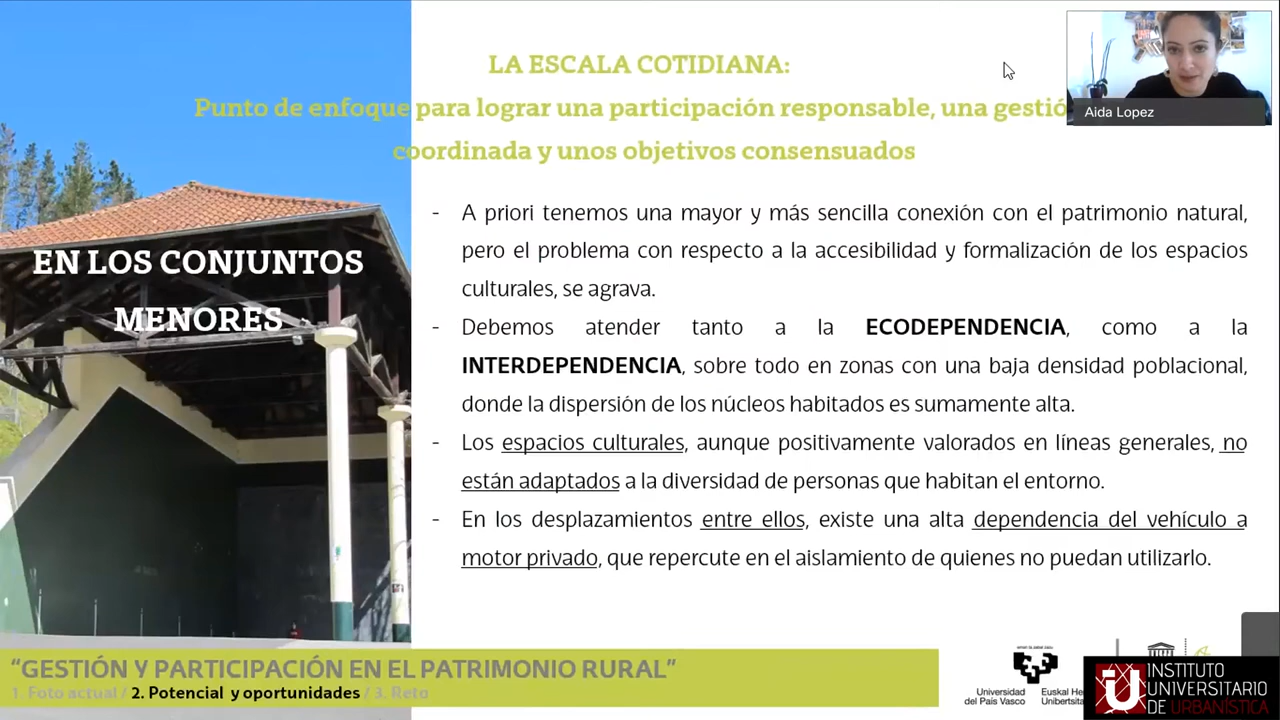 LA ESCALA COTIDIANA:
Punto de enfoque para lograr una participación responsable, una gestió
coordinada y unos objetivos consensuados
Aida Lopez
EN LOS CONJUNTOS
MENORES
- A priori tenemos una mayor y más sencilla conexión con el patrimonio natural,
pero el problema con respecto a la accesibilidad y formalización de los espacios
culturales, se agrava.
- Debemos atender tanto a la ECODEPENDENCIA, como a la
INTERDEPENDENCIA, sobre todo en zonas con una baja densidad poblacional,
donde la dispersión de los núcleos habitados es sumamente alta.
- Los espacios culturales, aunque positivamente valorados en líneas generales, no
están adaptados a la diversidad de personas que habitan el entorno.
- En los desplazamientos entre ellos, existe una alta dependencia del vehículo a
motor privado, que repercute en el aislamiento de quienes no puedan utilizarlo.
“GESTIÓN Y PARTICIPACIÓN EN EL PATRIMONIO RURAL”
1. Foto actual / 2. Potencial y oportunidades / 3. Reto
Universidad
del País Vasco
Euskal He
Unibertsit
INSTITUTO
UNIVERSITARIO
DE URBANÍSTICA